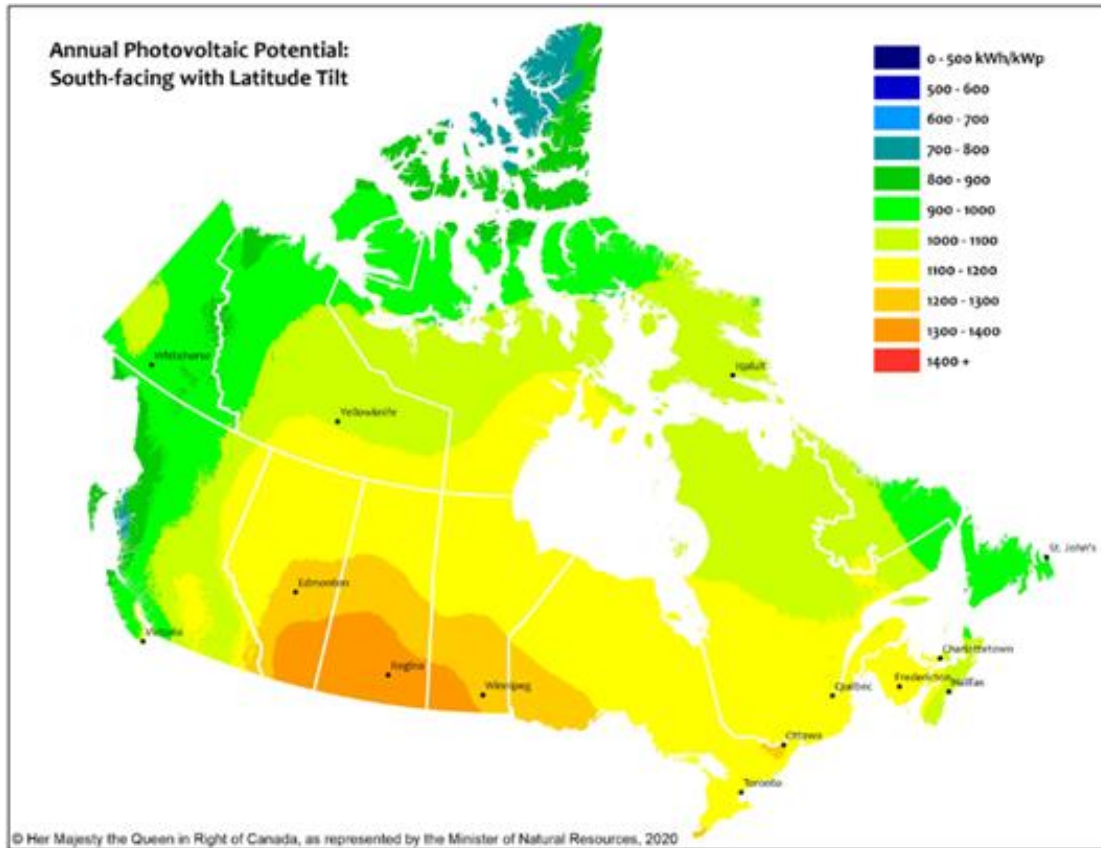 Annual Photovoltaic Potential:
South-facing with Latitude Tilt
0 - 500 kWh/kWp
500 - 600
600 - 700
700 - 800
800 - 900
900 - 1000
1000 - 1100
1100 - 1200
1200 - 1300
1300 - 1400
1400 +
Whitehorse
Iqaluit
Yellowknife
St. John's
Edmonton
Victoria
Charlottetown
Regina
Fredericton
Halifax
Winnipeg
Québec
Ottawa
Toronto
© Her Majesty the Queen in Right of Canada, as represented by the Minister of Natural Resources, 2020